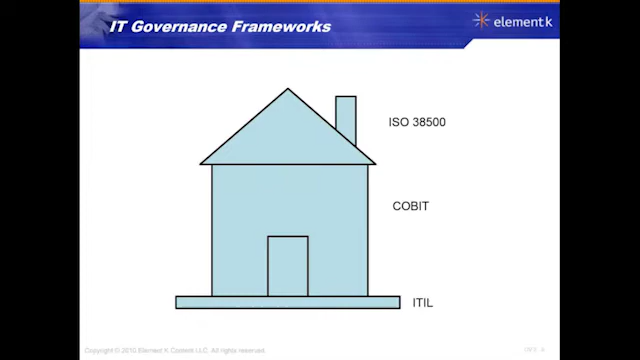 IT Governance Frameworks
element k
ISO 38500
COBIT
ITIL
Copyright © 2010 Element K Content LLC. All rights reserved.